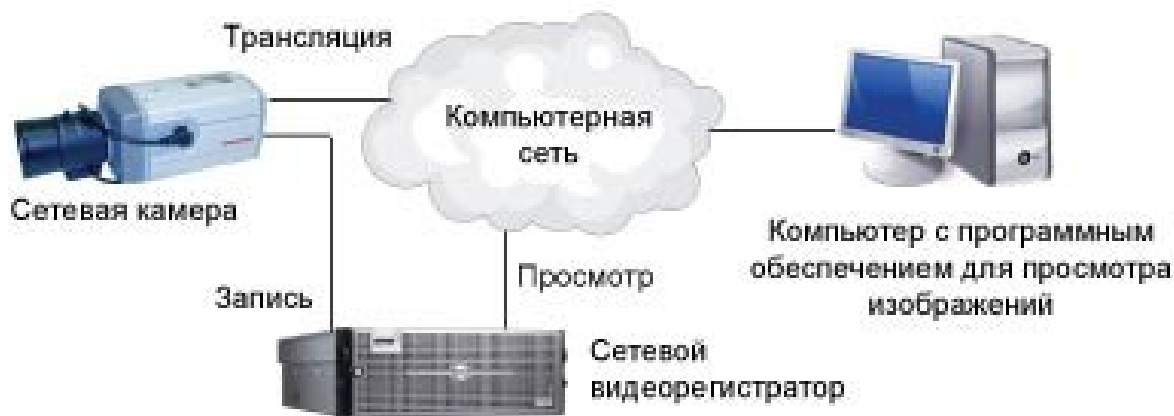 Трансляция
Компьютерная
сеть
Сетевая камера
Компьютер с программным
обеспечением для просмотра
изображений
Запись
Просмотр
Сетевой
видеорегистратор